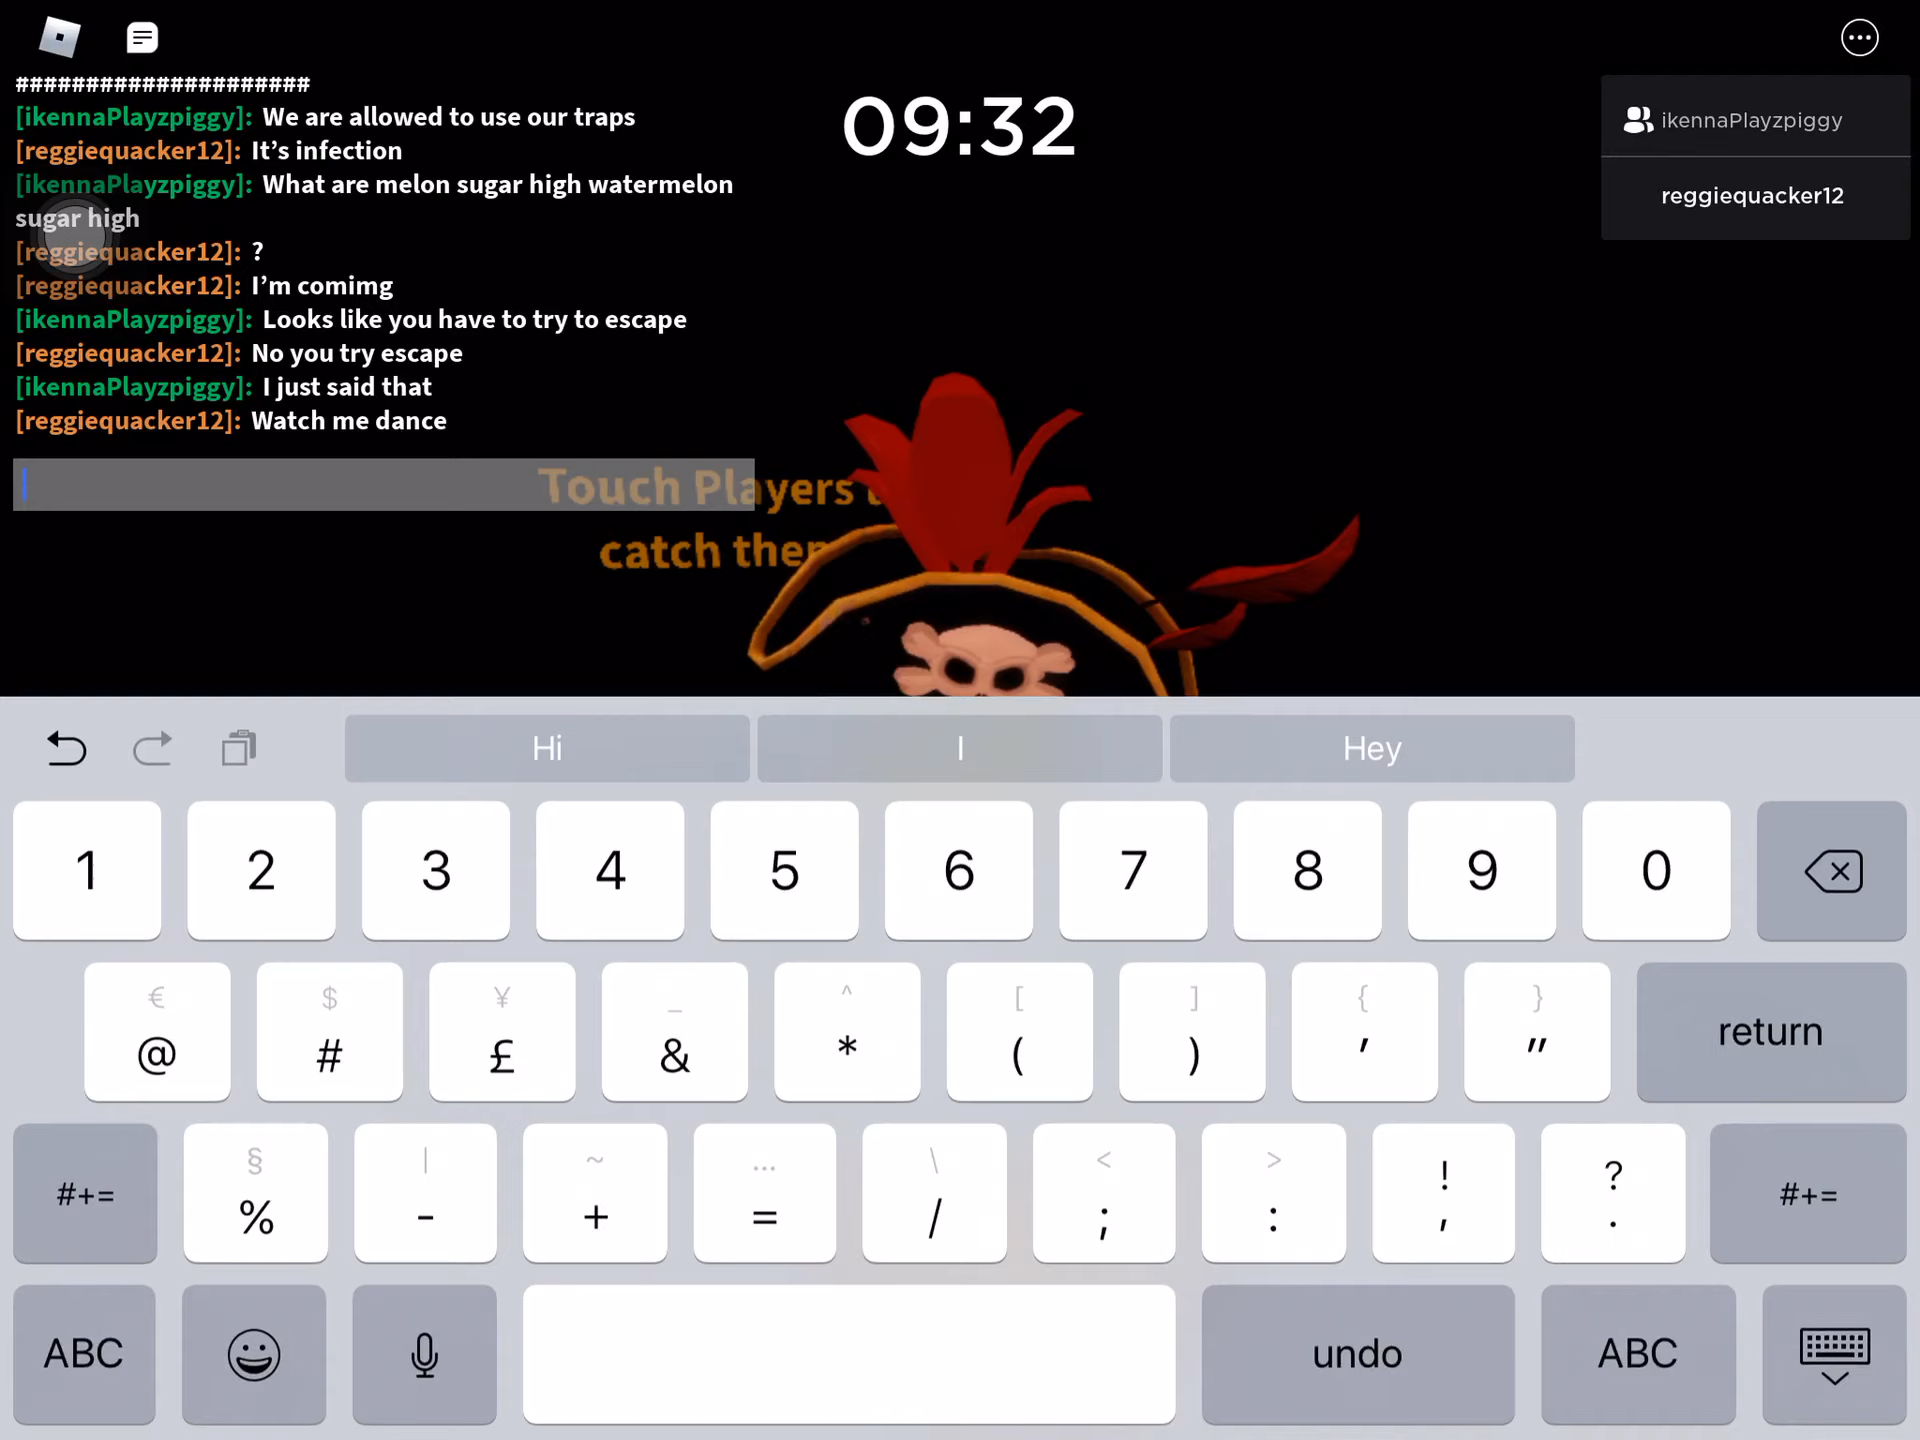 #####################
[ikennaPlayzpiggy]: We are allowed to use our traps
[reggiequacker12]: It's infection
[ikennaPlayzpiggy]: What are melon sugar high watermelon
sugar high
[reggiequacker12]: ?
[reggiequacker12]: I'm comimg
[ikennaPlayzpiggy]: Looks like you have to try to escape
[reggiequacker12]: No you try escape
[ikennaPlayzpiggy]: I just said that
[reggiequacker12]: Watch me dance
09:32
ikennaPlayzpiggy
reggiequacker12
Touch Players
catch
Hi I Hey
1 2 3 4 5 6 7 8 9 0
€ $ ¥ _ ^ [ ] { }
@ # £ & * ( ) ' " return
§ | ~ … \ < > ! ?
#+= % - + = / ; : , . #+=
ABC undo ABC